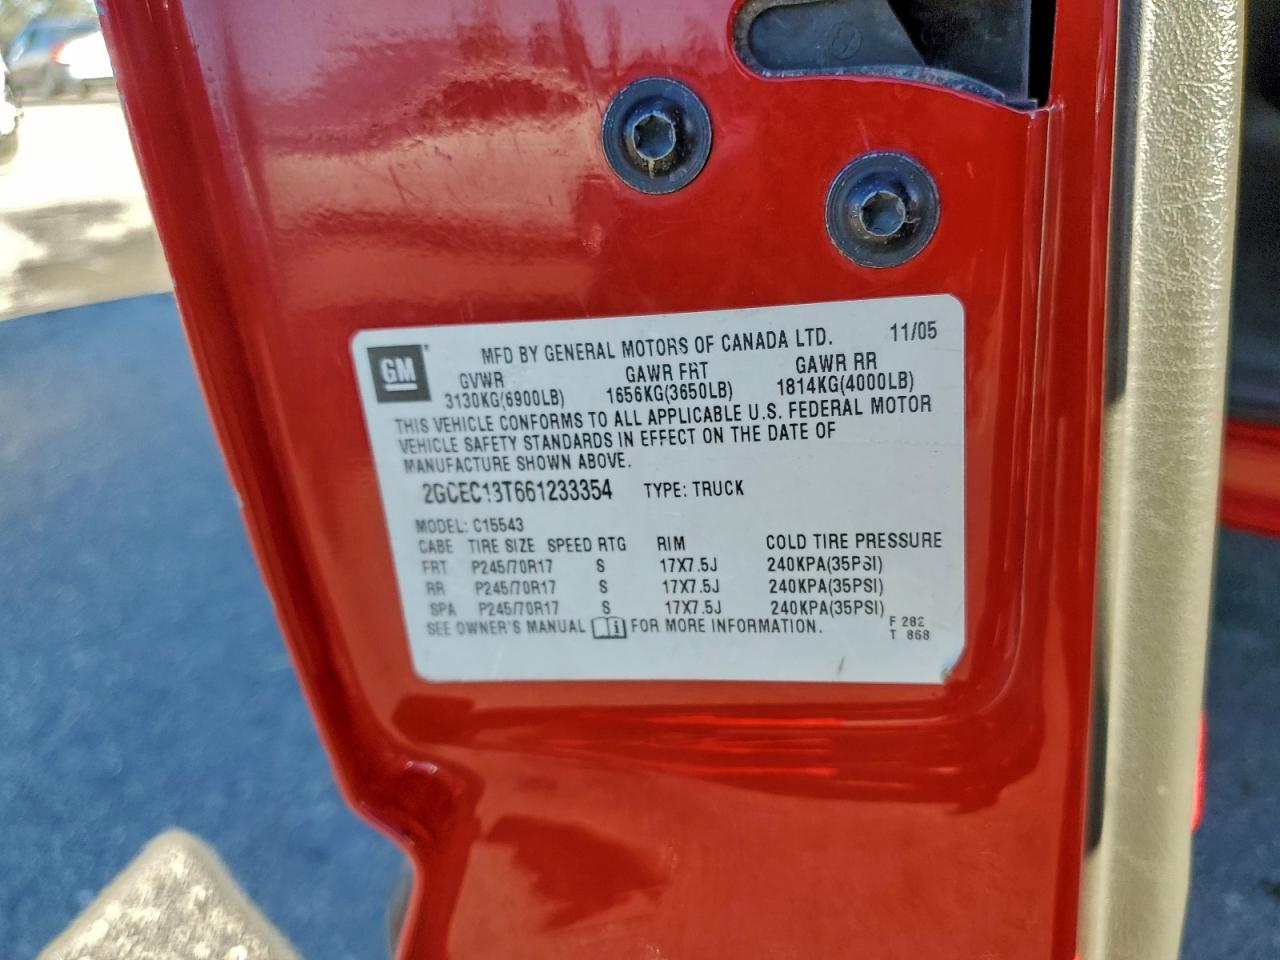 MFD BY GENERAL MOTORS OF CANADA LTD. 11/05
GM
GVWR GAWR FRT GAWR RR
3130KG(6900LB) 1656KG(3650LB) 1814KG(4000LB)
THIS VEHICLE CONFORMS TO ALL APPLICABLE U.S. FEDERAL MOTOR
VEHICLE SAFETY STANDARDS IN EFFECT ON THE DATE OF
MANUFACTURE SHOWN ABOVE.
2GCEC13T661233354 TYPE: TRUCK
MODEL: C15543
CABE TIRE SIZE SPEED RTG RIM COLD TIRE PRESSURE
FRT P245/70R17 S 17X7.5J 240KPA(35PSI)
RR P245/70R17 S 17X7.5J 240KPA(35PSI)
SPA P245/70R17 S 17X7.5J 240KPA(35PSI)
SEE OWNER'S MANUAL FOR MORE INFORMATION.
F 282
T 868